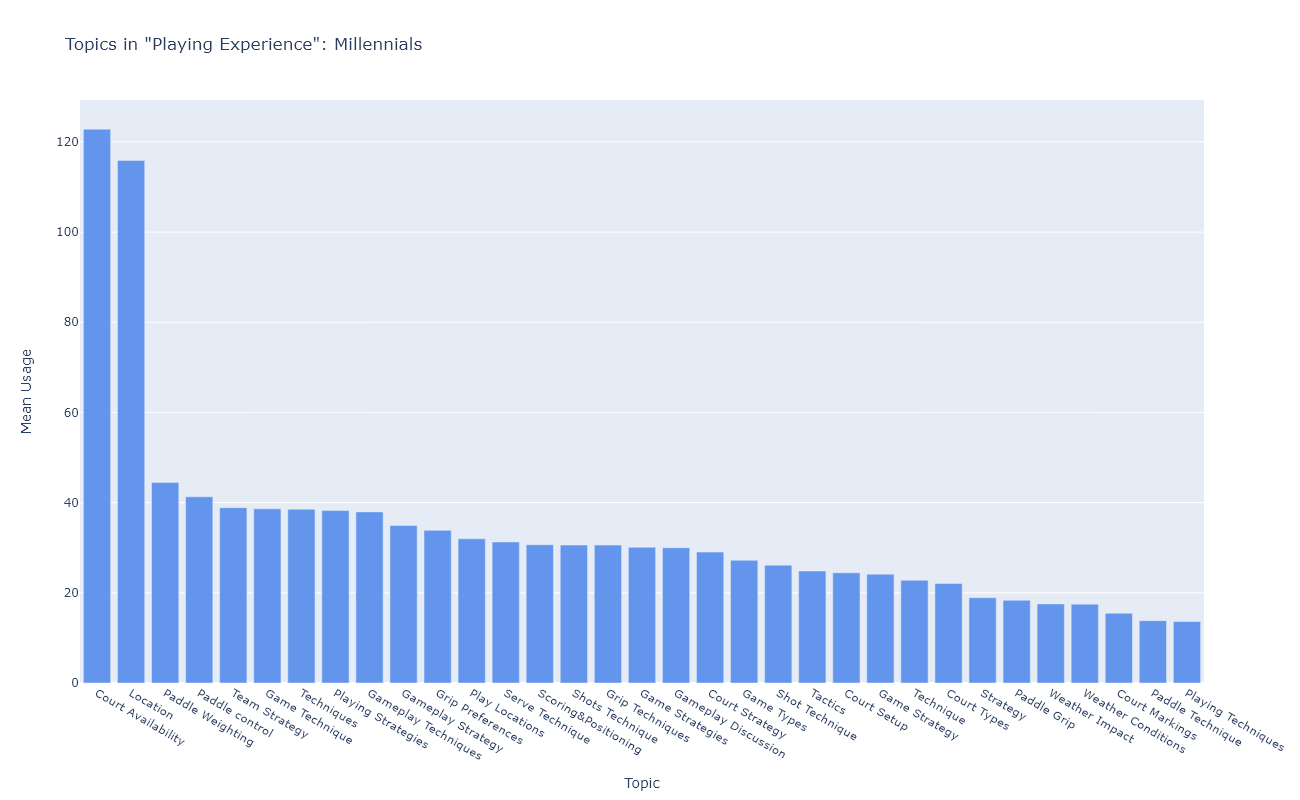 Topics in "Playing Experience": Millennials
120
100
80
60
40
20
0
Mean Usage
Court Availability
Location
Paddle Weighting
Paddle control
Team Strategy
Game Technique
Techniques
Playing Strategies
Gameplay Techniques
Gameplay Strategy
Grip Preferences
Play Locations
Serve Technique
Scoring&Positioning
Shots Technique
Grip Techniques
Game Strategies
Gameplay Discussion
Court Strategy
Game Types
Shot Technique
Tactics
Court Setup
Game Strategy
Technique
Court Types
Strategy
Paddle Grip
Weather Impact
Weather Conditions
Court Markings
Paddle Technique
Playing Techniques
Topic